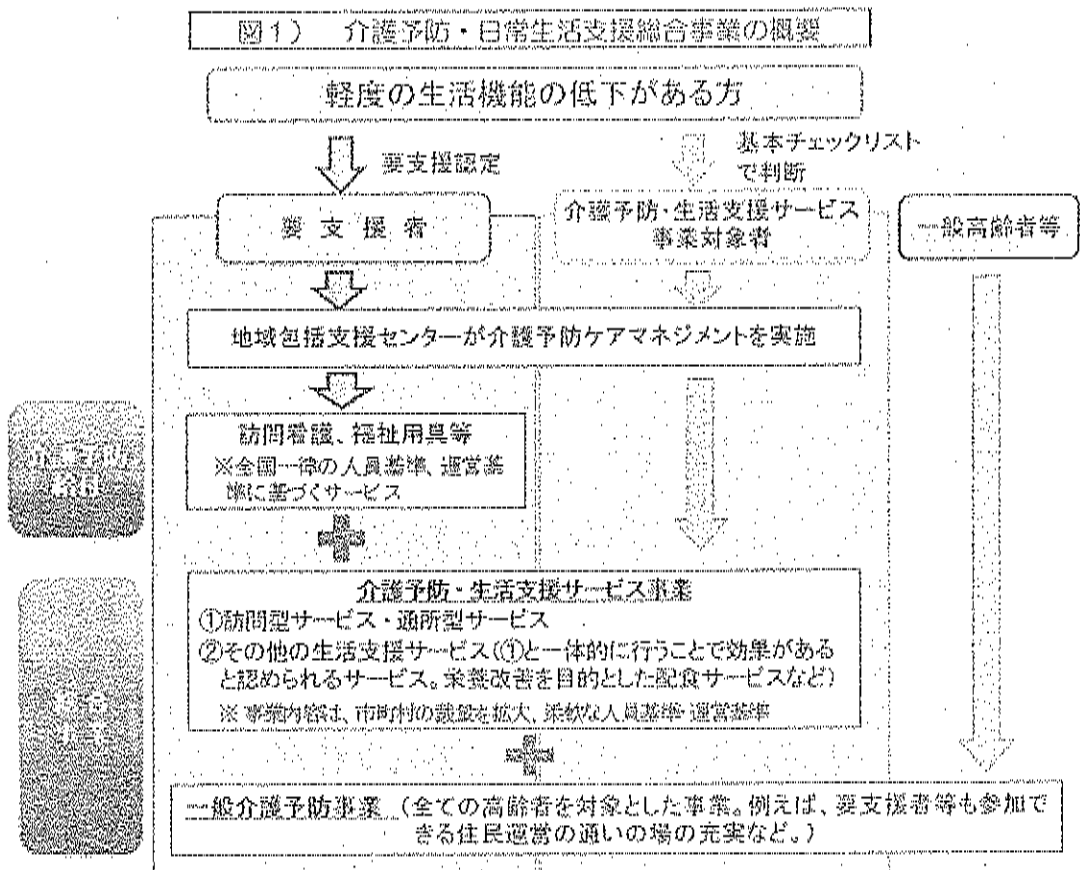 図1) 介護予防・日常生活支援総合事業の概要
軽度の生活機能の低下がある方
要支援認定
基本チェックリスト
で判断
要支援者
介護予防・生活支援サービス
事業対象者
一般高齢者等
地域包括支援センターが介護予防ケアマネジメントを実施
介護予防
給付
訪問看護、福祉用具等
※全国一律の人員基準、運営基
準に基づくサービス
介護予防・生活支援サービス事業
①訪問型サービス・通所型サービス
②その他の生活支援サービス(①と一体的に行うことで効果がある
と認められるサービス。栄養改善を目的とした配食サービスなど)
※ 事業内容は、市町村の裁量を拡大、柔軟な人員基準・運営基準
一般介護予防事業 (全ての高齢者を対象とした事業。例えば、要支援者等も参加で
きる住民運営の通いの場の充実など。)